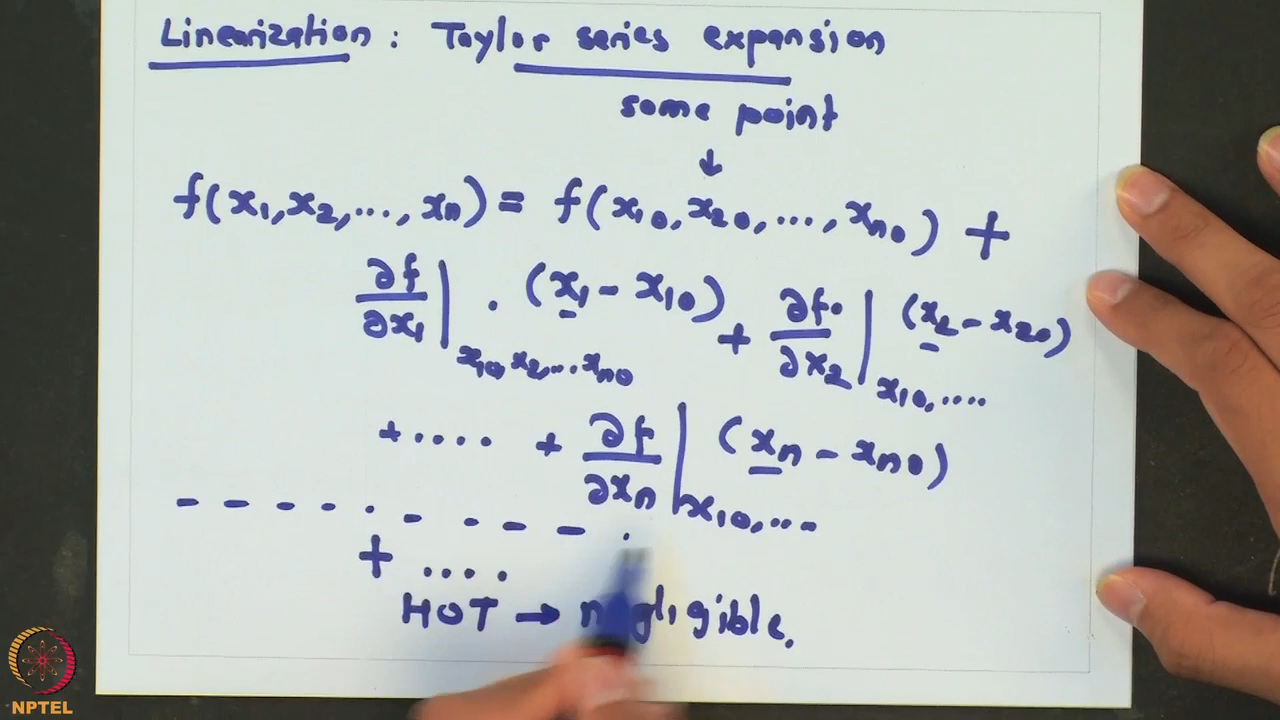 Linearization : Taylor series expansion
some point
↓
f(x₁, x₂, ..., xₙ) = f(x₁₀, x₂₀, ..., xₙ₀) +
∂f/∂x₁ |x₁₀, x₂, ... xₙ₀ . (x₁ - x₁₀) + ∂f/∂x₂ |x₁₀, .... (x₂ - x₂₀)
+ .... + ∂f/∂xₙ |x₁₀, ... (xₙ - xₙ₀)
+ ....
HOT → negligible.
NPTEL